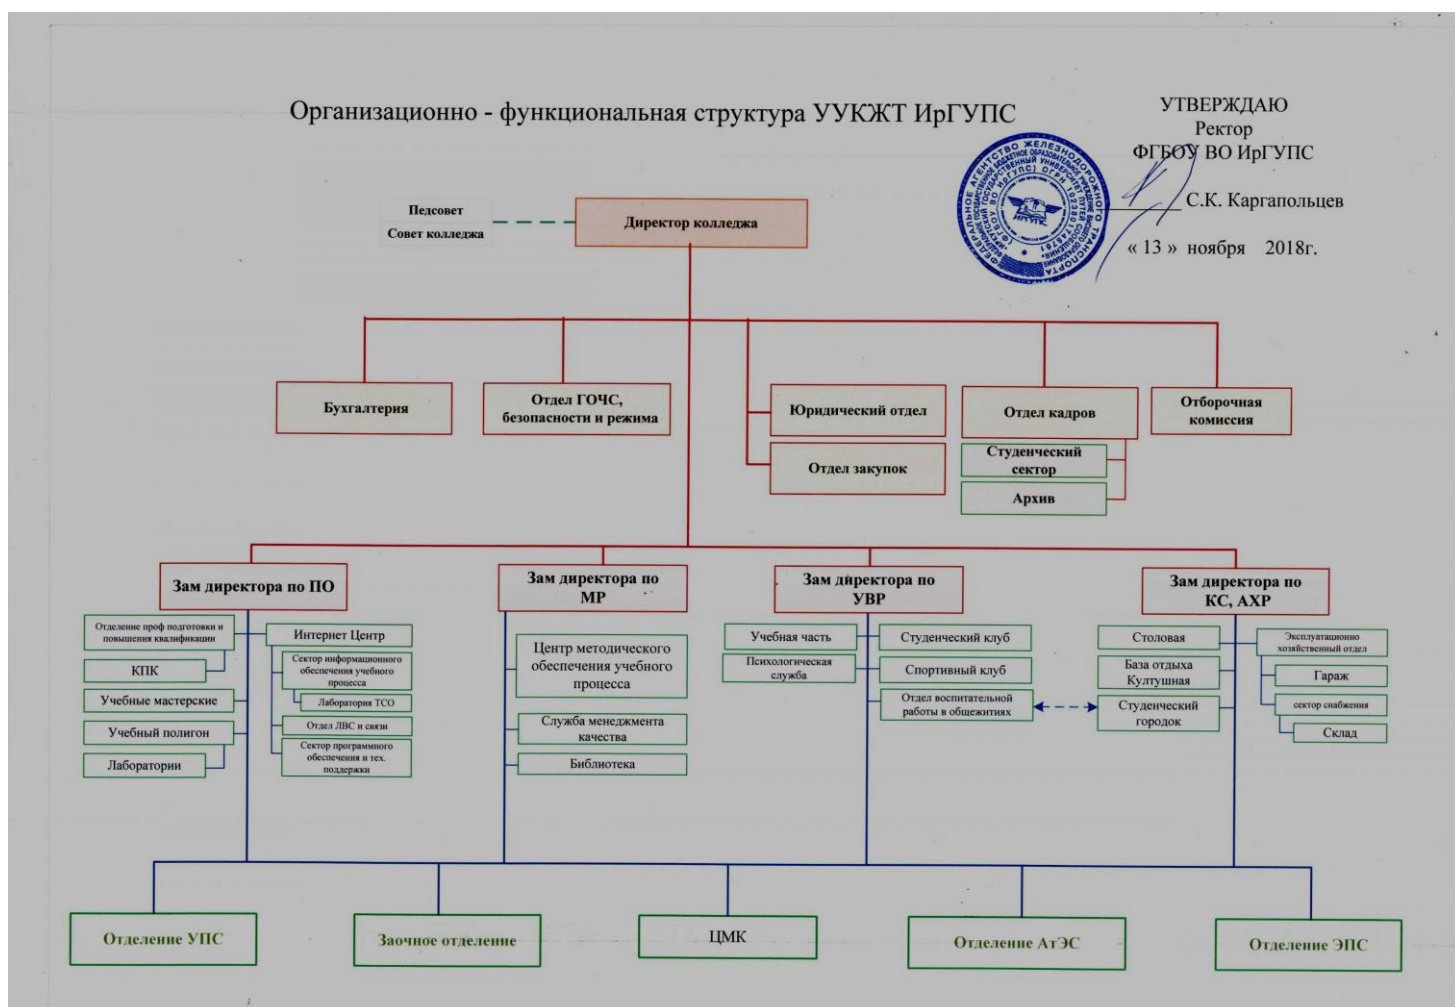 Организационно - функциональная структура УУКЖТ ИрГУПС
УТВЕРЖДАЮ
Ректор
ФГБОУ ВО ИрГУПС
С.К. Каргапольцев
« 13 » ноября 2018г.
ФЕДЕРАЛЬНОЕ АГЕНТСТВО ЖЕЛЕЗНОДОРОЖНОГО ТРАНСПОРТА
ИРГУПС
Педсовет
Совет колледжа
Директор колледжа
Бухгалтерия
Отдел ГОЧС,
безопасности и режима
Юридический отдел
Отдел закупок
Отдел кадров
Студенческий
сектор
Архив
Отборочная
комиссия
Зам директора по ПО
Отделение проф подготовки и
повышения квалификации
КПК
Учебные мастерские
Учебный полигон
Лаборатории
Интернет Центр
Сектор информационного
обеспечения учебного
процесса
Лаборатория ТСО
Отдел ЛВС и связи
Сектор программного
обеспечения и тех.
поддержки
Зам директора по
МР
Центр методического
обеспечения учебного
процесса
Служба менеджмента
качества
Библиотека
Зам директора по
УВР
Учебная часть
Психологическая
служба
Студенческий клуб
Спортивный клуб
Отдел воспитательной
работы в общежитиях
Зам директора по
КС, АХР
Столовая
База отдыха
Култушная
Студенческий
городок
Эксплуатационно
хозяйственный отдел
Гараж
сектор снабжения
Склад
Отделение УПС
Заочное отделение
ЦМК
Отделение АтЭС
Отделение ЭПС